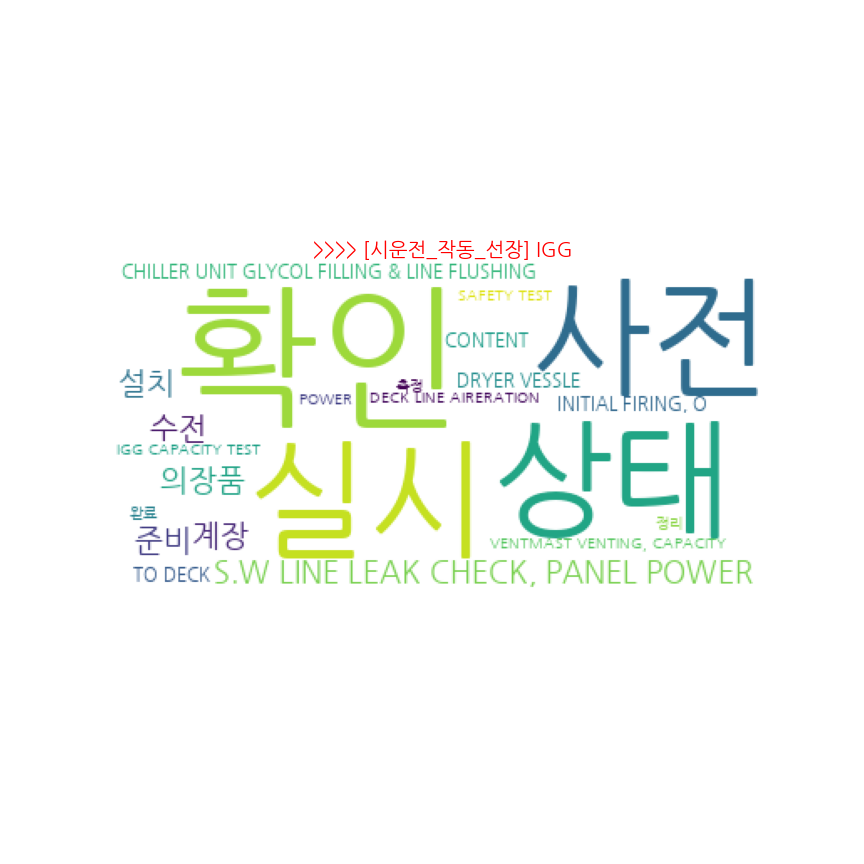 >>>> [시운전_작동_선장] IGG
CHILLER UNIT GLYCOL FILLING & LINE FLUSHING
SAFETY TEST
확인
사전
CONTENT
설치
측정
DRYER VESSLE
POWER
DECK LINE AIRERATION
INITIAL FIRING, O
수전
IGG CAPACITY TEST
실시
상태
의장품
완료
정리
준비
계장
VENTMAST VENTING, CAPACITY
TO DECK
S.W LINE LEAK CHECK, PANEL POWER